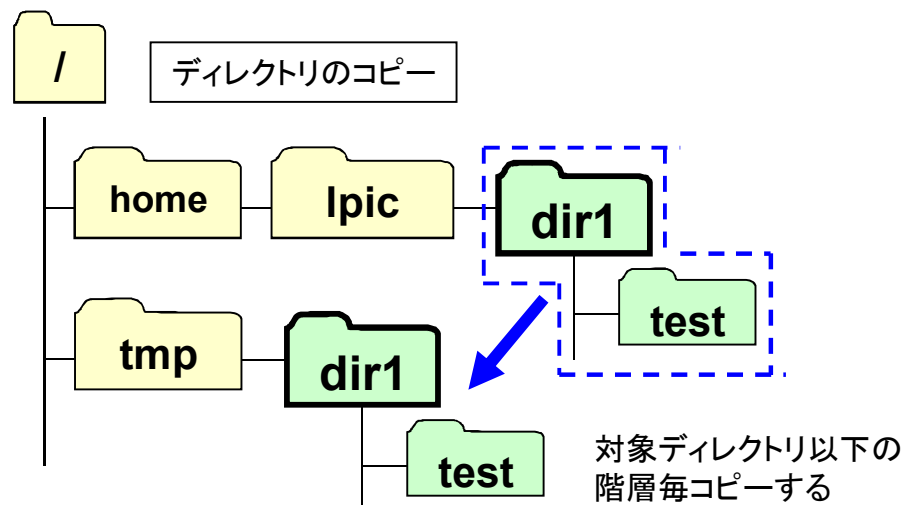 /
ディレクトリのコピー
home
lpic
dir1
test
tmp
dir1
test
対象ディレクトリ以下の
階層毎コピーする